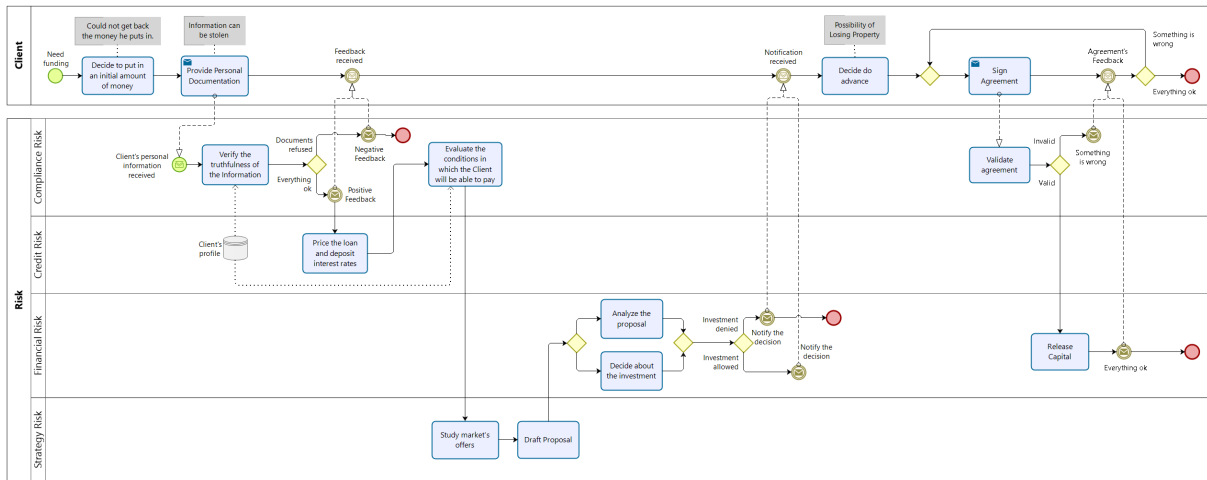 Client
Need
funding
Could not get back
the money he puts in.
Decide to put in
an initial amount
of money
Information can
be stolen
Provide Personal
Documentation
Feedback
received
Notification
received
Possibility of
Losing Property
Decide do
advance
Sign
Agreement
Agreement's
Feedback
Something is
wrong
Everything ok
Risk
Compliance Risk
Client's personal
information
received
Verify the
truthfulness of
the Information
Documents
refused
Everything
ok
Negative
Feedback
Positive
Feedback
Evaluate the
conditions in
which the Client
will be able to pay
Validate
agreement
Invalid
Valid
Something
is wrong
Credit Risk
Client's
profile
Price the loan
and deposit
interest rates
Financial Risk
Analyze the
proposal
Decide about
the investment
Investment
denied
Investment
allowed
Notify the
decision
Notify the
decision
Release
Capital
Everything ok
Strategy Risk
Study market's
offers
Draft Proposal